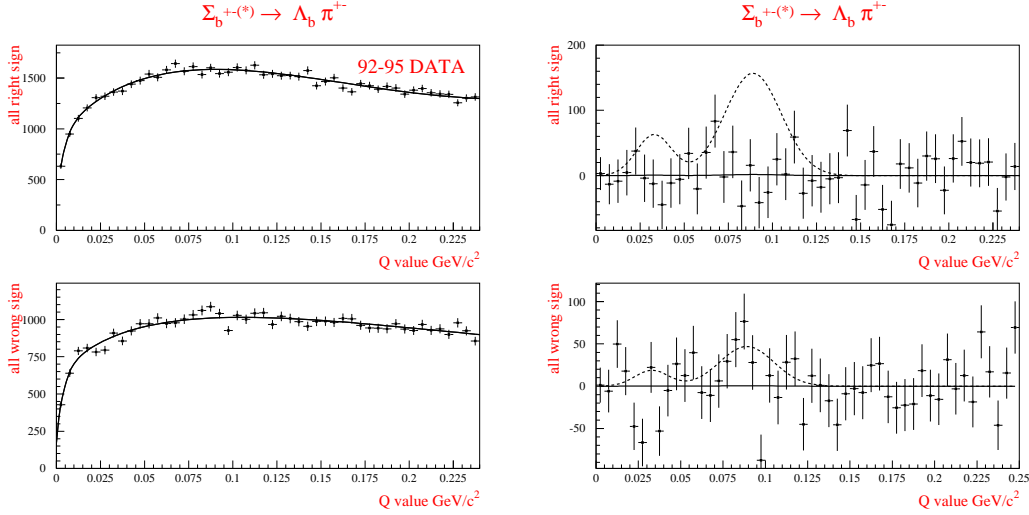 Σb+-(*) → Λb π+-
Σb+-(*) → Λb π+-
all right sign
92-95 DATA
1500
1000
500
0
0 0.025 0.05 0.075 0.1 0.125 0.15 0.175 0.2 0.225
Q value GeV/c2
all right sign
200
100
0
0 0.025 0.05 0.075 0.1 0.125 0.15 0.175 0.2 0.225
Q value GeV/c2
all wrong sign
1000
750
500
250
0
0 0.025 0.05 0.075 0.1 0.125 0.15 0.175 0.2 0.225
Q value GeV/c2
all wrong sign
100
50
0
-50
0 0.025 0.05 0.075 0.1 0.125 0.15 0.175 0.2 0.225 0.25
Q value GeV/c2